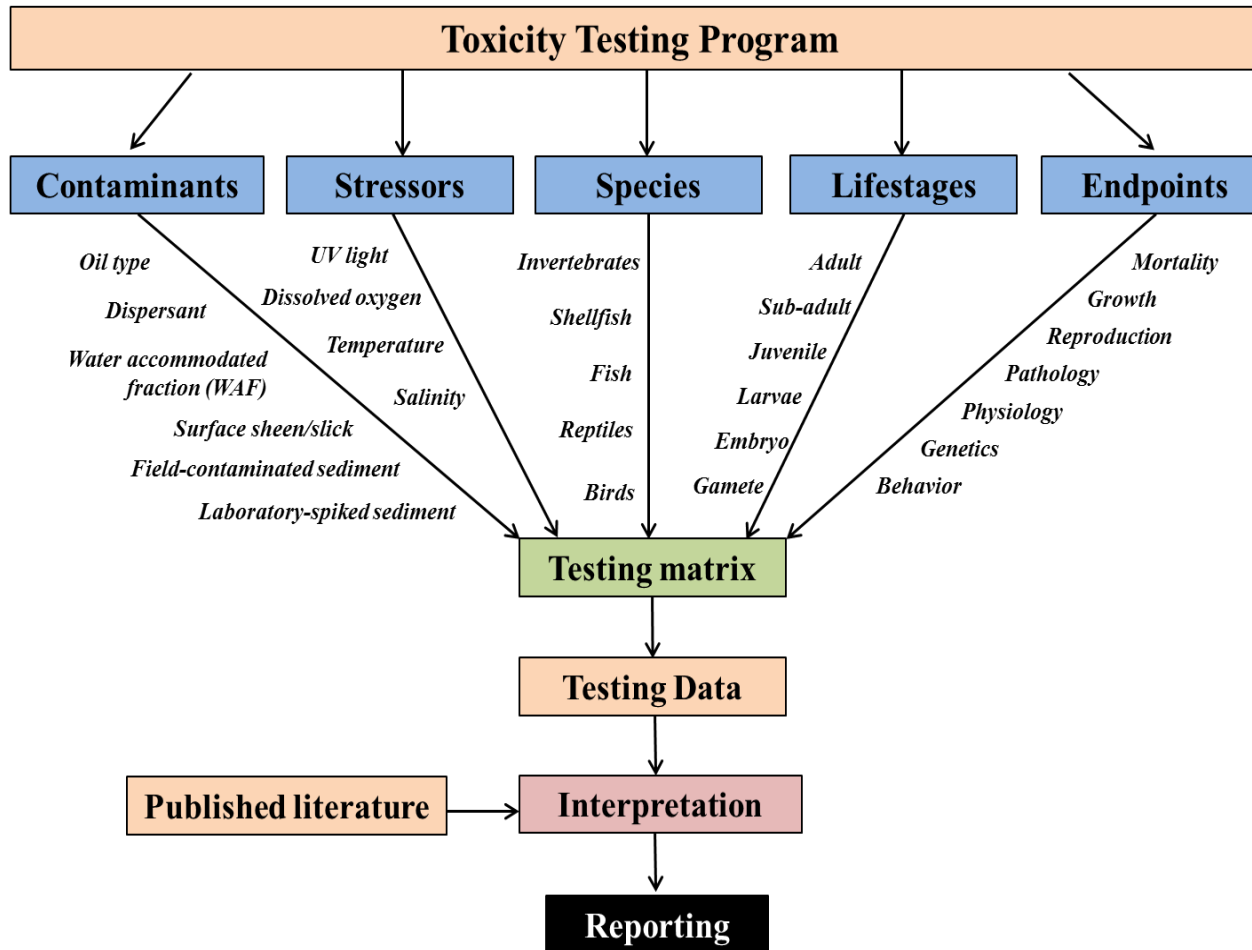 Toxicity Testing Program
Contaminants
Stressors
Species
Lifestages
Endpoints
Oil type
Dispersant
Water accommodated
fraction (WAF)
Surface sheen/slick
Field-contaminated sediment
Laboratory-spiked sediment
UV light
Dissolved oxygen
Temperature
Salinity
Invertebrates
Shellfish
Fish
Reptiles
Birds
Adult
Sub-adult
Juvenile
Larvae
Embryo
Gamete
Mortality
Growth
Reproduction
Pathology
Physiology
Genetics
Behavior
Testing matrix
Testing Data
Published literature
Interpretation
Reporting